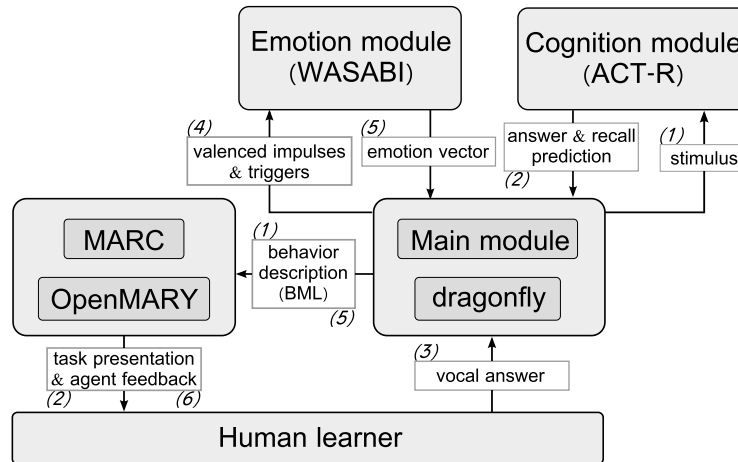 Emotion module
(WASABI)
Cognition module
(ACT-R)
(4)
valenced impulses
& triggers
(5)
emotion vector
answer & recall
prediction
(2)
(1)
stimulus
MARC
OpenMARY
(1)
behavior
description
(BML)
(5)
Main module
dragonfly
task presentation
& agent feedback
(2)
(6)
(3)
vocal answer
Human learner